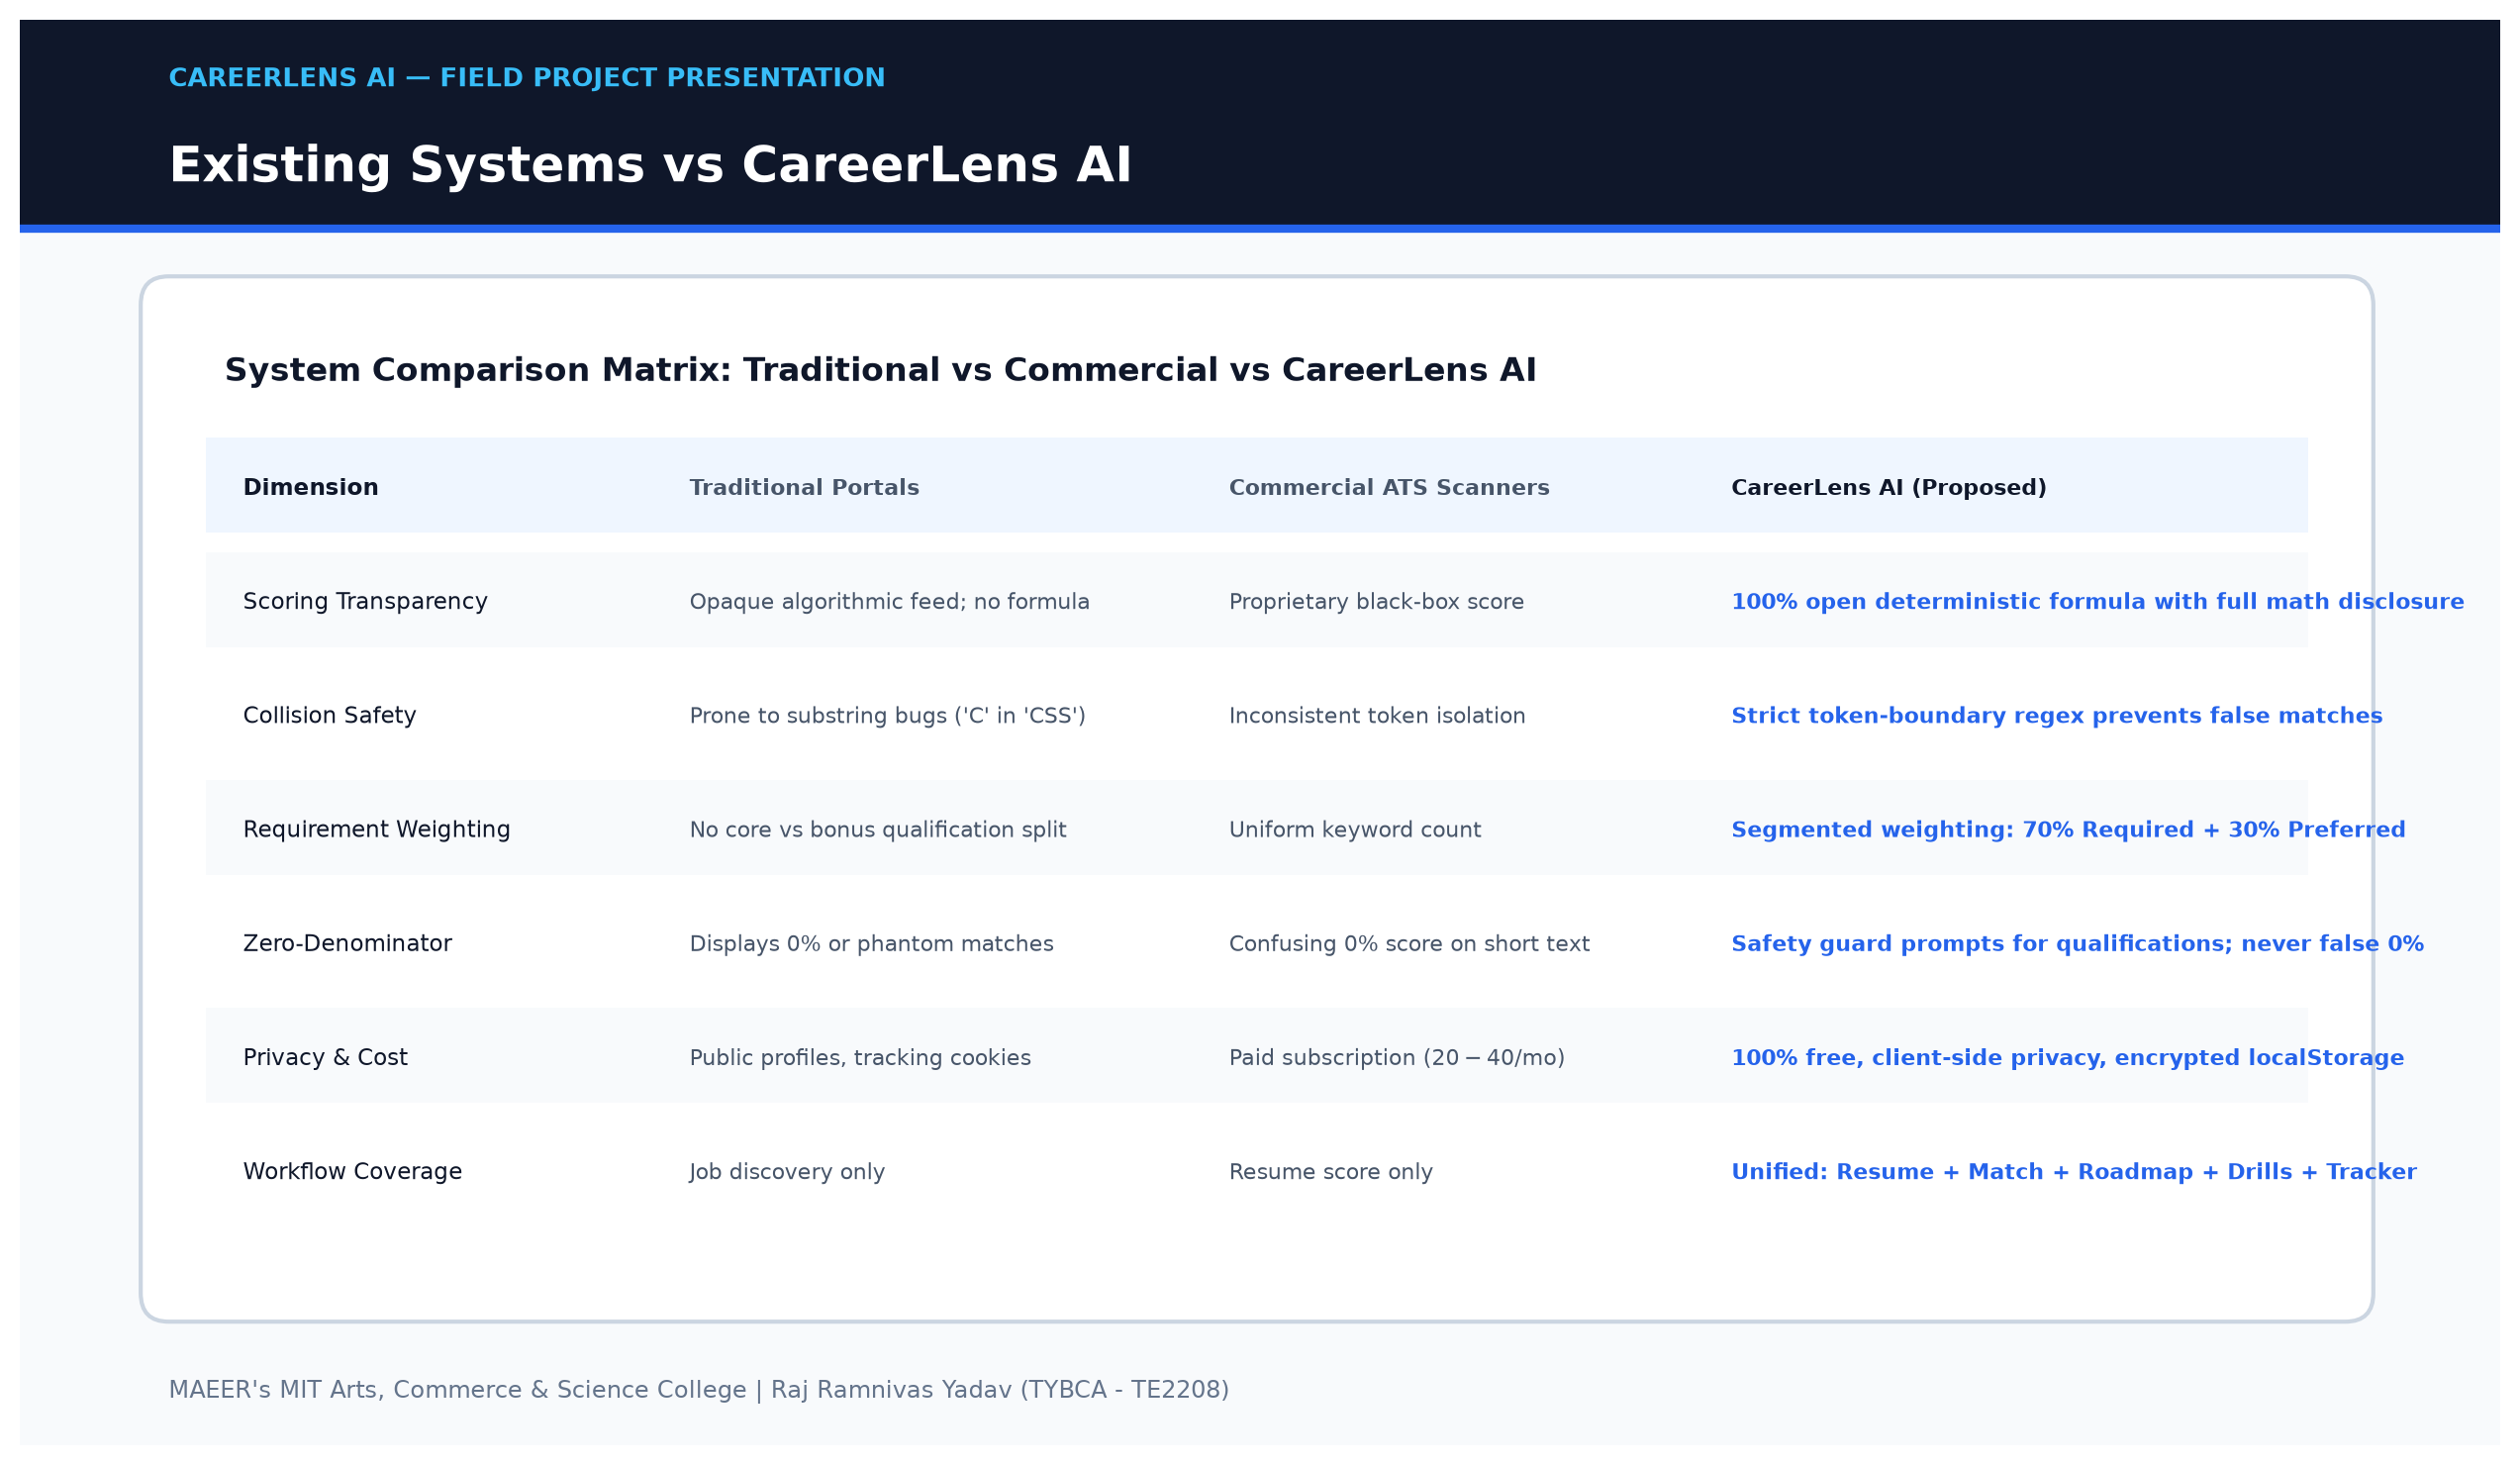 CAREERLENS AI — FIELD PROJECT PRESENTATION
Existing Systems vs CareerLens AI
System Comparison Matrix: Traditional vs Commercial vs CareerLens AI
Dimension Traditional Portals Commercial ATS Scanners CareerLens AI (Proposed)
Scoring Transparency Opaque algorithmic feed; no formula Proprietary black-box score 100% open deterministic formula with full math disclosure
Collision Safety Prone to substring bugs ('C' in 'CSS') Inconsistent token isolation Strict token-boundary regex prevents false matches
Requirement Weighting No core vs bonus qualification split Uniform keyword count Segmented weighting: 70% Required + 30% Preferred
Zero-Denominator Displays 0% or phantom matches Confusing 0% score on short text Safety guard prompts for qualifications; never false 0%
Privacy & Cost Public profiles, tracking cookies Paid subscription (20 − 40/mo) 100% free, client-side privacy, encrypted localStorage
Workflow Coverage Job discovery only Resume score only Unified: Resume + Match + Roadmap + Drills + Tracker
MAEER's MIT Arts, Commerce & Science College | Raj Ramnivas Yadav (TYBCA - TE2208)